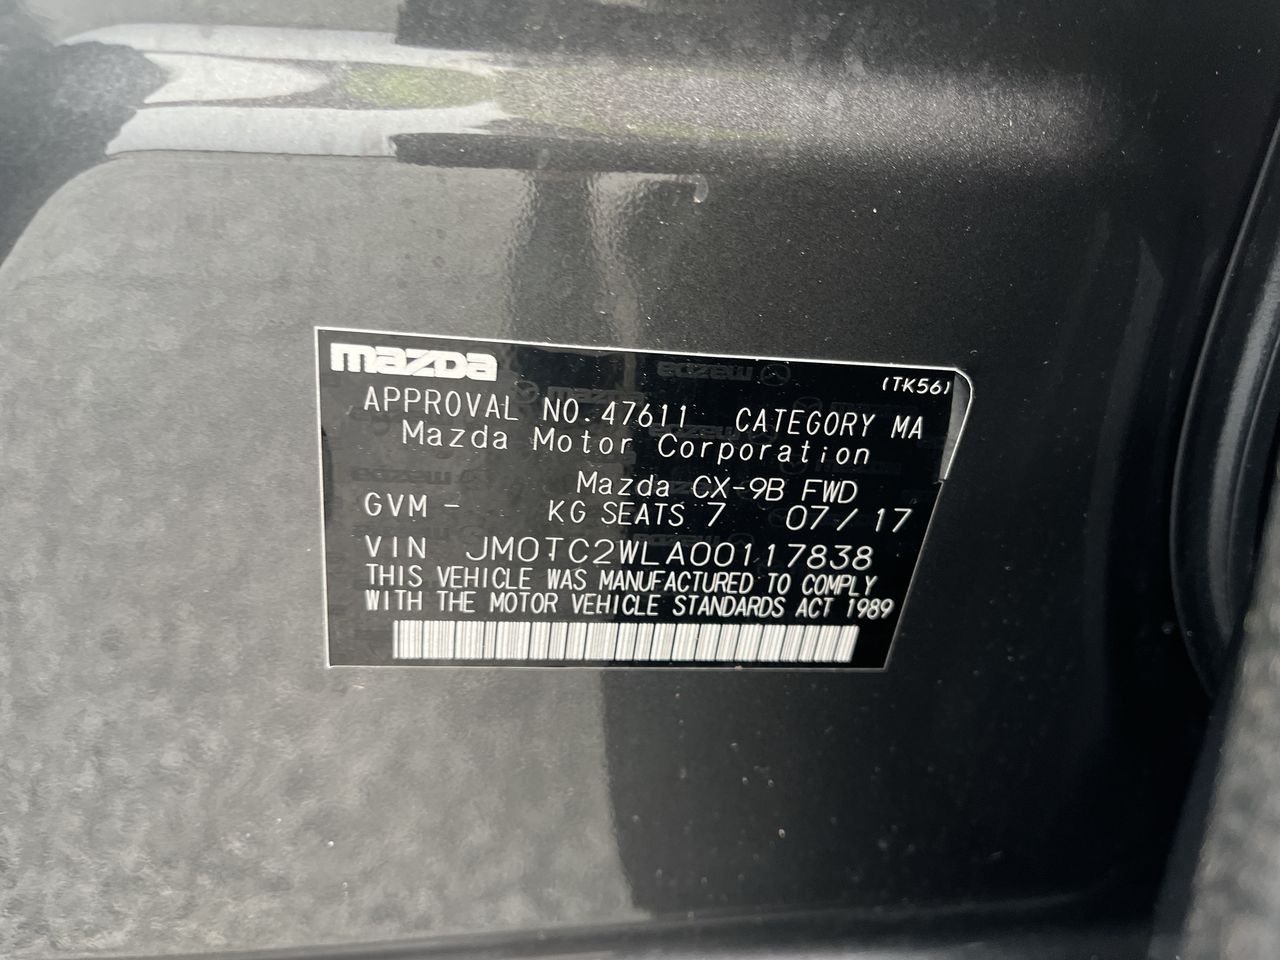 mazda
(TK56)
APPROVAL NO. 47611 CATEGORY MA
Mazda Motor Corporation
Mazda CX-9B FWD
GVM - KG SEATS 7 07/17
VIN JM0TC2WLA00117838
THIS VEHICLE WAS MANUFACTURED TO COMPLY
WITH THE MOTOR VEHICLE STANDARDS ACT 1989